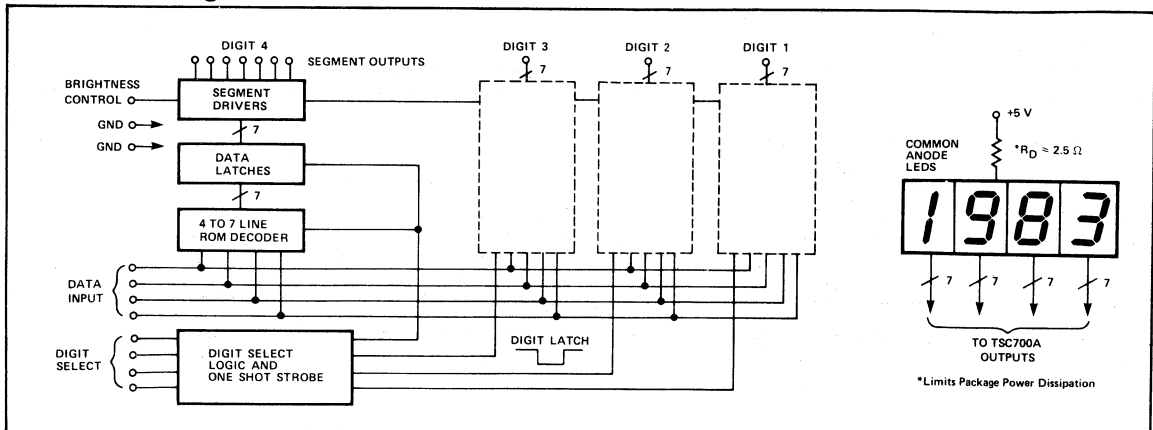 DIGIT 4
SEGMENT OUTPUTS
BRIGHTNESS
CONTROL
SEGMENT
DRIVERS
GND
GND
7
DATA
LATCHES
7
4 TO 7 LINE
ROM DECODER
DATA
INPUT
DIGIT
SELECT
DIGIT SELECT
LOGIC AND
ONE SHOT STROBE
DIGIT LATCH
DIGIT 3
7
DIGIT 2
7
DIGIT 1
7
+5 V
*RD ≈ 2.5 Ω
COMMON
ANODE
LEDS
1983
7 7 7 7
TO TSC700A
OUTPUTS
*Limits Package Power Dissipation